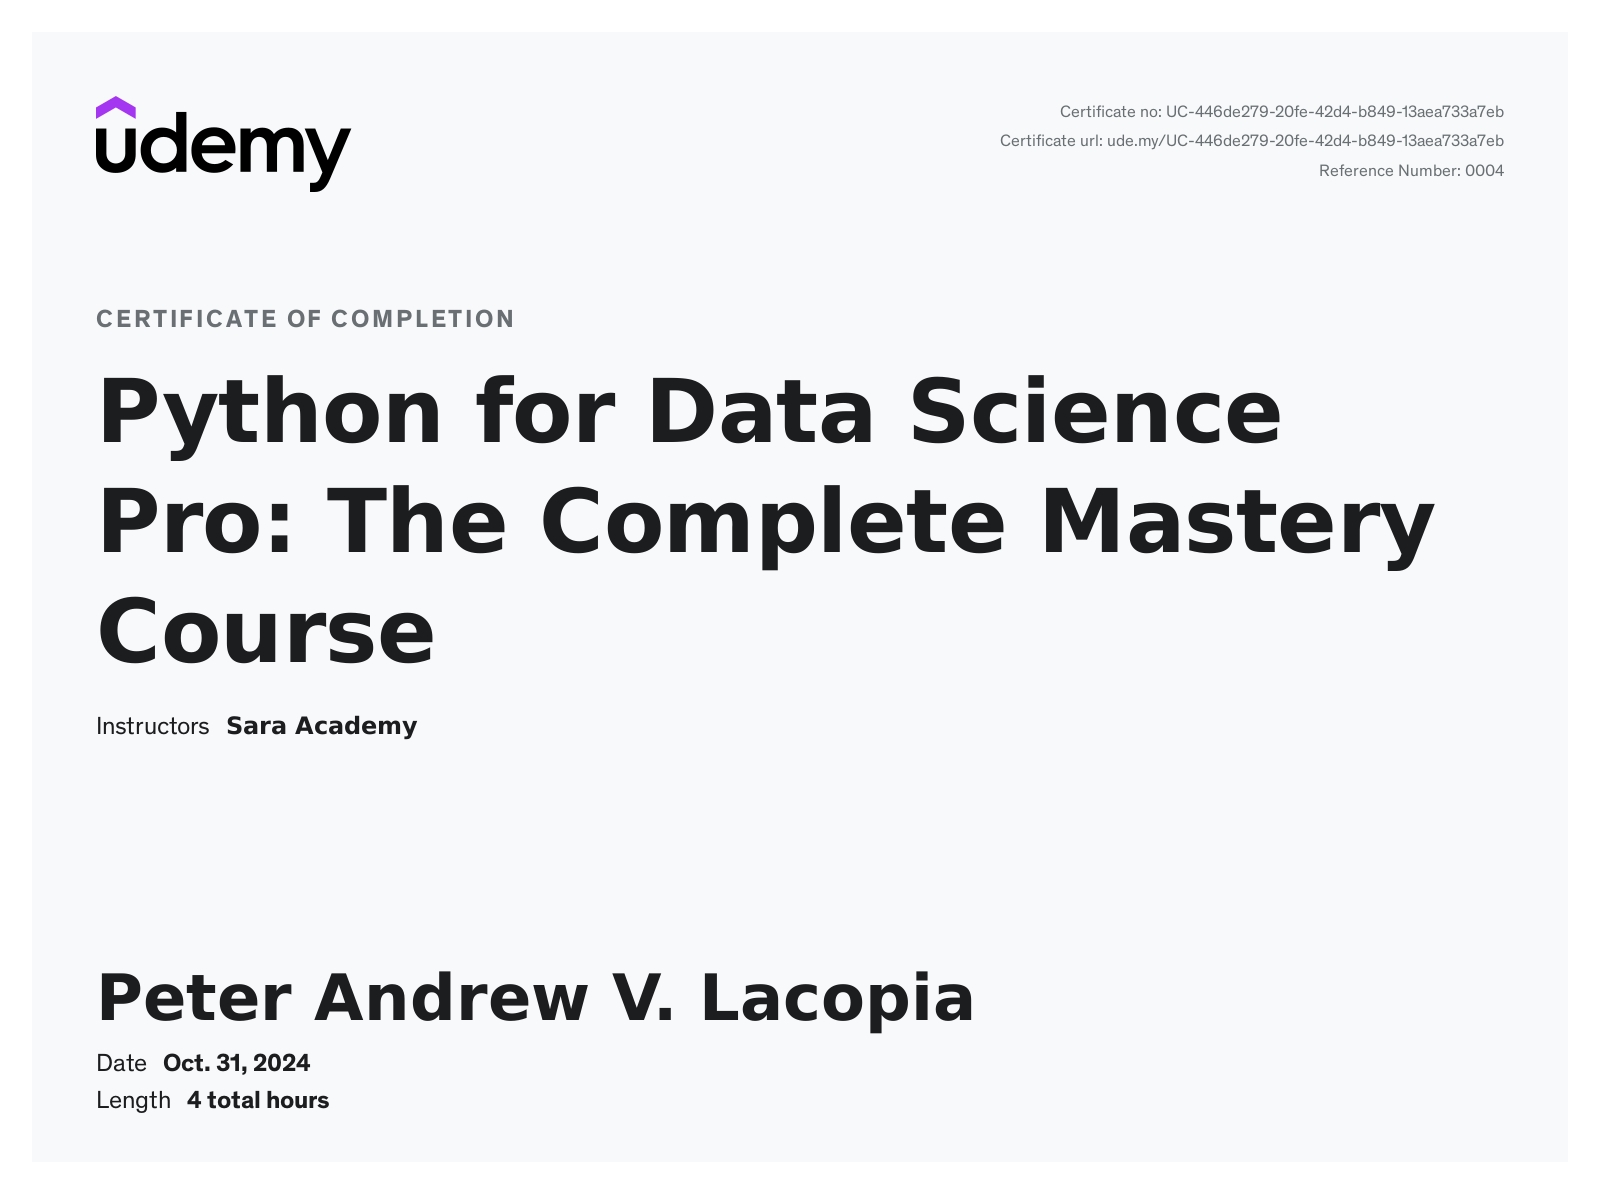 udemy
Certificate no: UC-446de279-20fe-42d4-b849-13aea733a7eb
Certificate url: ude.my/UC-446de279-20fe-42d4-b849-13aea733a7eb
Reference Number: 0004
CERTIFICATE OF COMPLETION
Python for Data Science
Pro: The Complete Mastery
Course
Instructors Sara Academy
Peter Andrew V. Lacopia
Date Oct. 31, 2024
Length 4 total hours